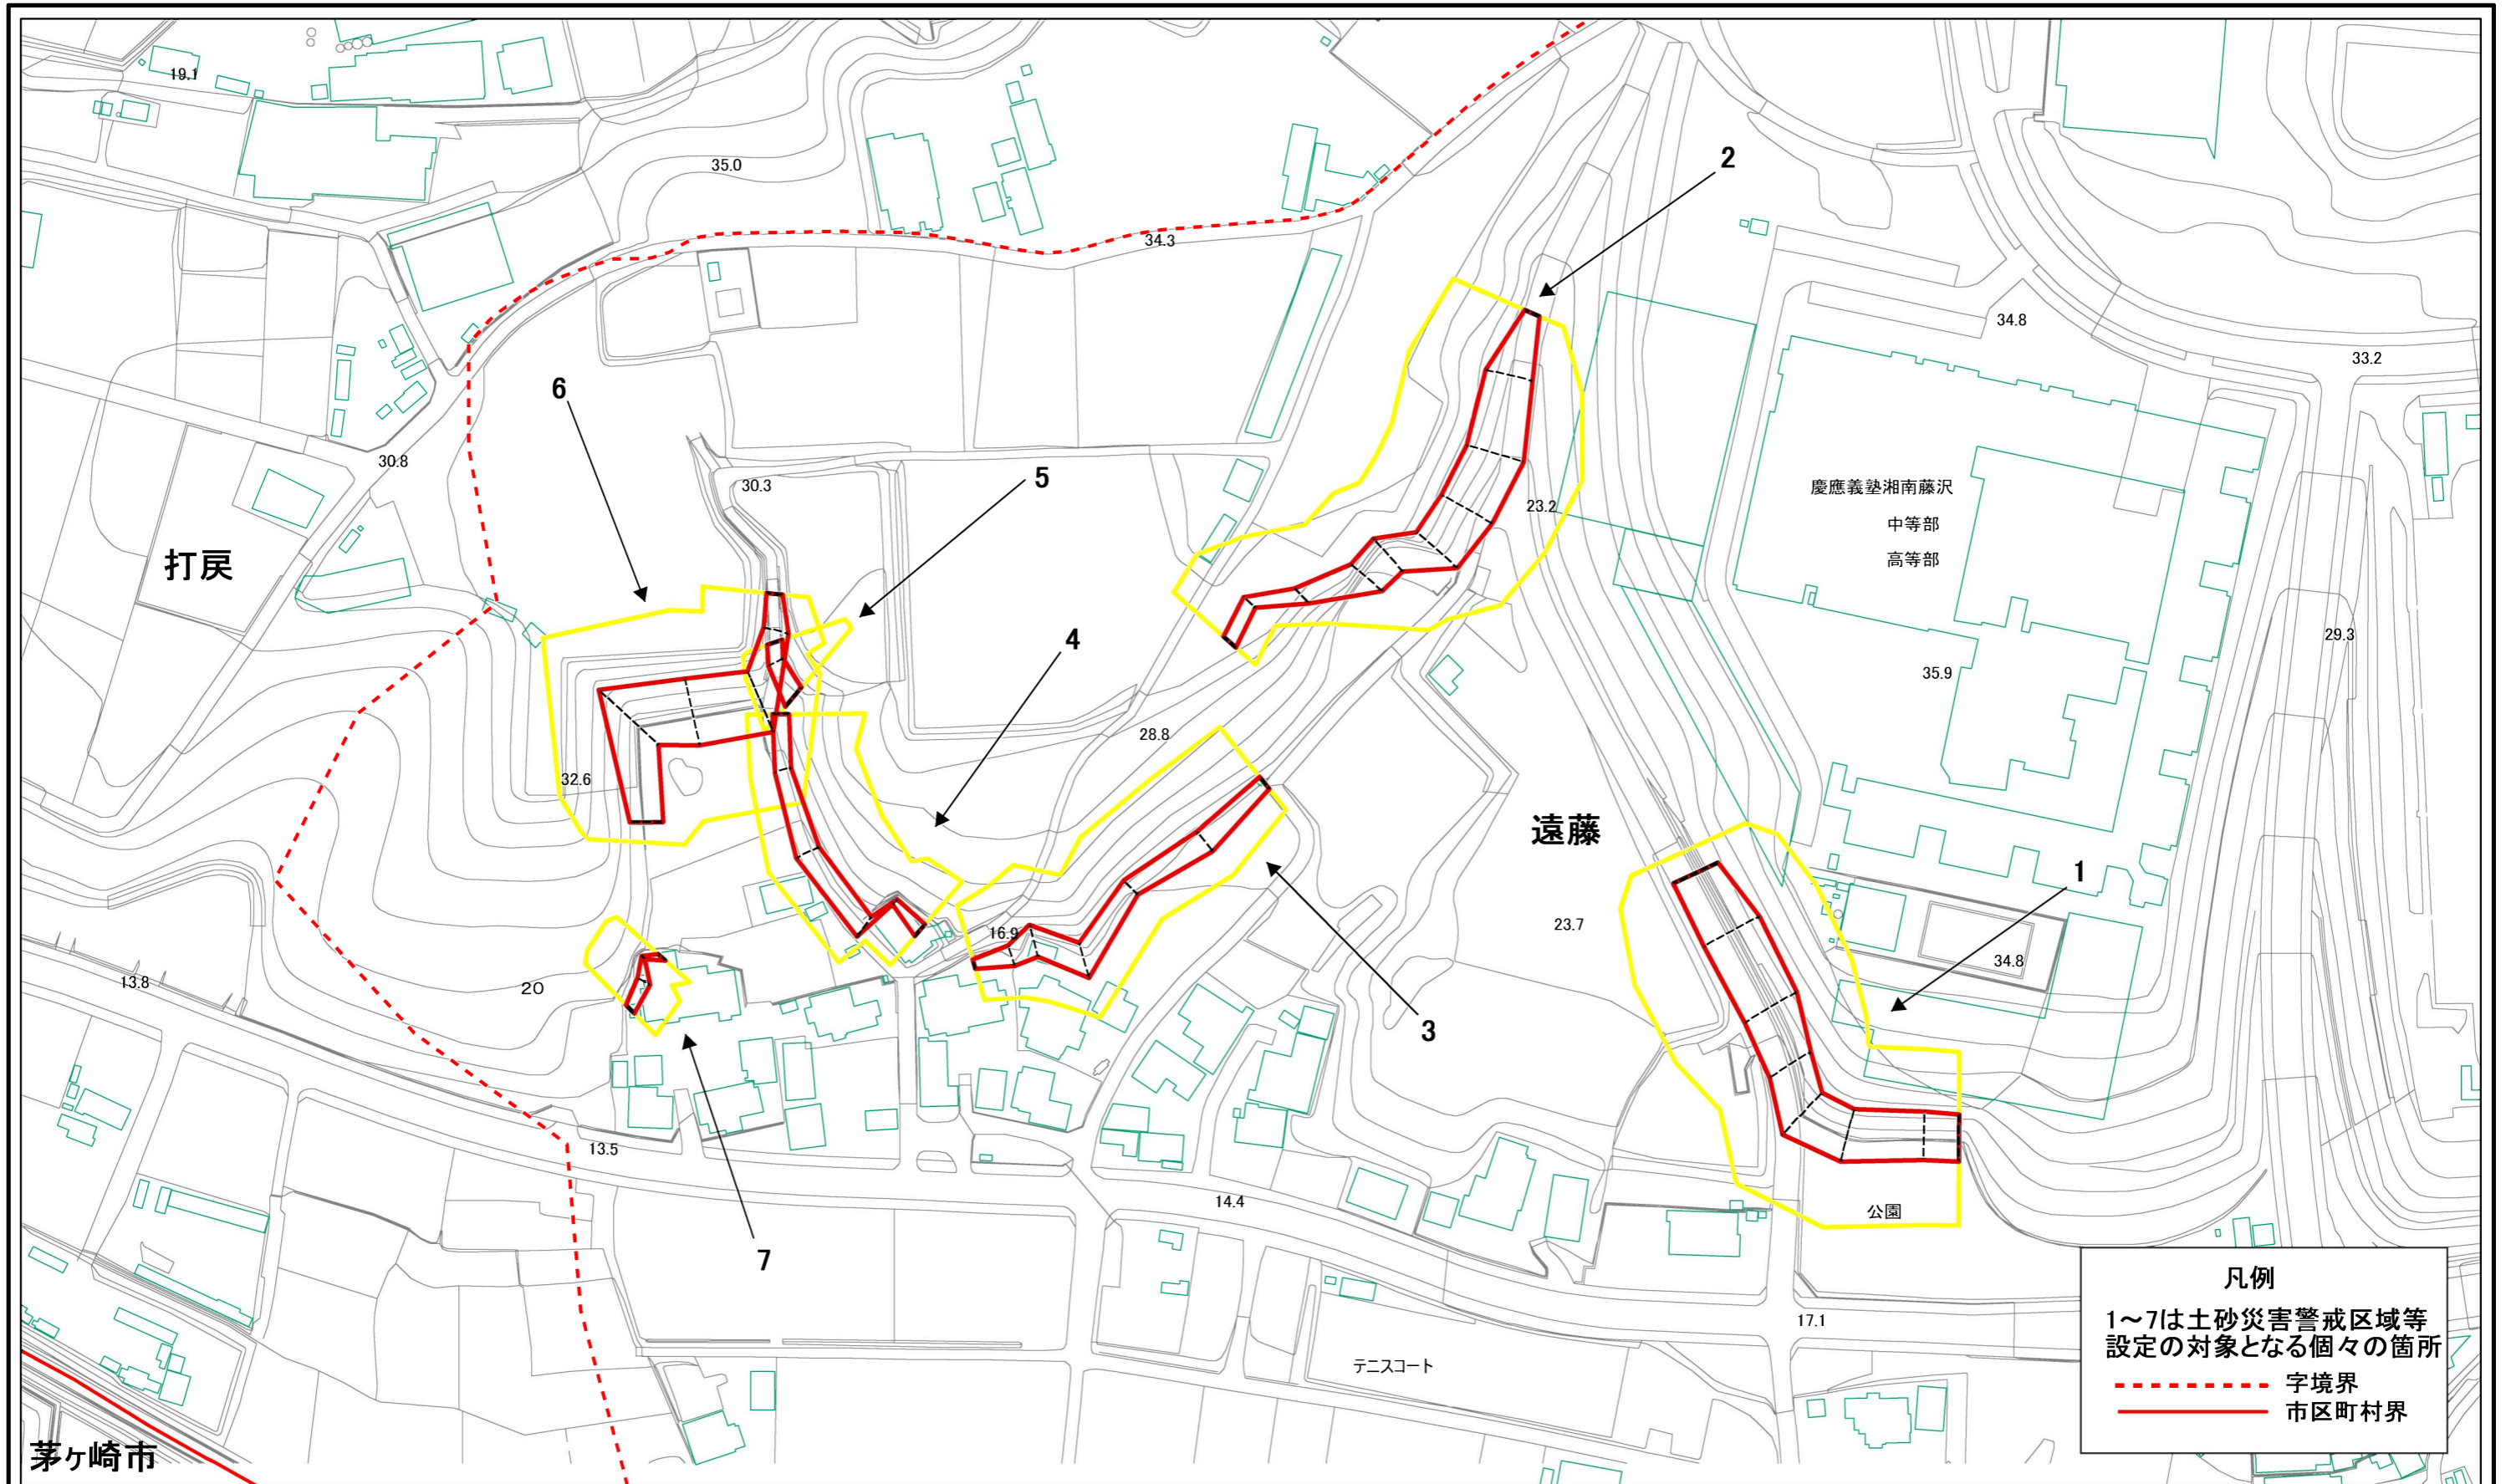 19.1
35.0
2
34.3
34.8
33.2
6
30.8
5
30.3
慶應義塾湘南藤沢
中等部
高等部
23.2
打戻
4
29.3
35.9
28.8
32.6
遠藤
1
16.9
23.7
34.8
13.8
20
3
13.5
14.4
公園
7
凡例
1～7は土砂災害警戒区域等
設定の対象となる個々の箇所
字境界
市区町村界
17.1
テニスコート
茅ヶ崎市